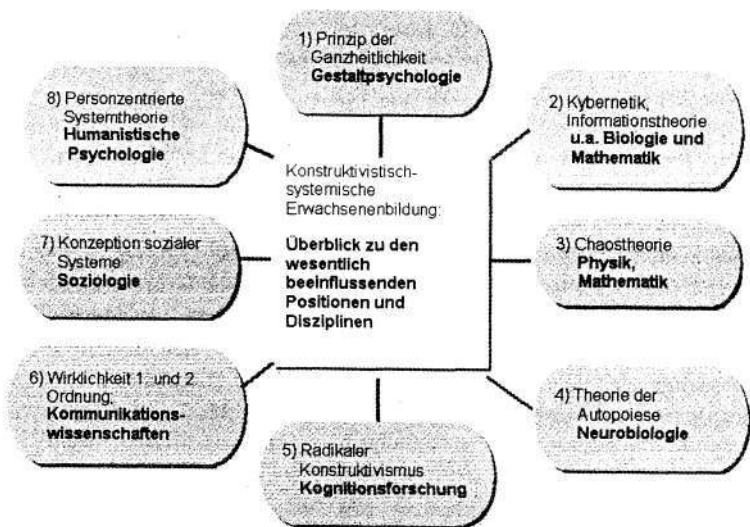 1) Prinzip der
Ganzheitlichkeit
Gestaltpsychologie
2) Kybernetik,
Informationstheorie
u.a. Biologie und
Mathematik
3) Chaostheorie
Physik,
Mathematik
4) Theorie der
Autopoiese
Neurobiologie
5) Radikaler
Konstruktivismus
Kognitionsforschung
6) Wirklichkeit 1. und 2.
Ordnung;
Kommunikations-
wissenschaften
7) Konzeption sozialer
Systeme
Soziologie
8) Personzentrierte
Systemtheorie
Humanistische
Psychologie
Konstruktivistisch-
systemische
Erwachsenenbildung:
Überblick zu den
wesentlich
beeinflussenden
Positionen und
Disziplinen